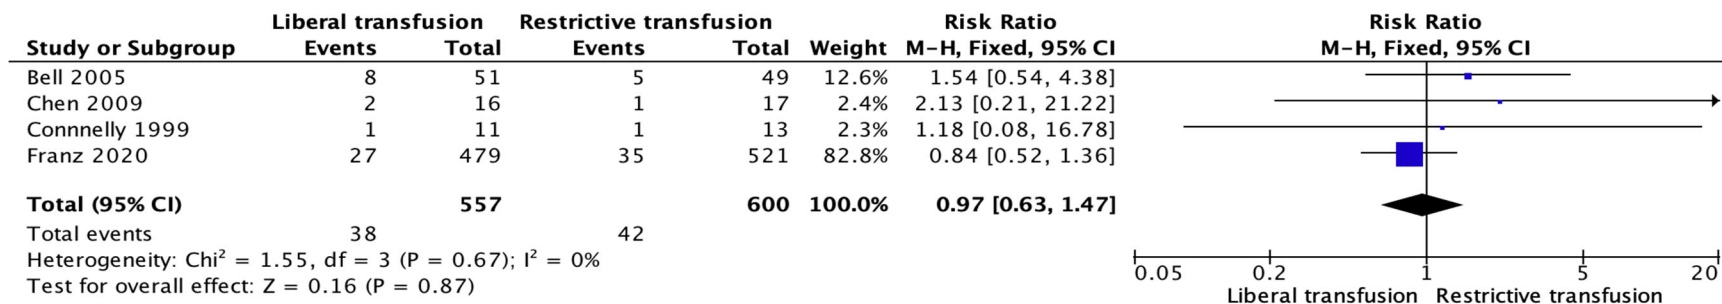 Liberal transfusion Restrictive transfusion Risk Ratio Risk Ratio
Study or Subgroup Events Total Events Total Weight M-H, Fixed, 95% CI M-H, Fixed, 95% CI
Bell 2005 8 51 5 49 12.6% 1.54 [0.54, 4.38]
Chen 2009 2 16 1 17 2.4% 2.13 [0.21, 21.22]
Connnelly 1999 1 11 1 13 2.3% 1.18 [0.08, 16.78]
Franz 2020 27 479 35 521 82.8% 0.84 [0.52, 1.36]
Total (95% CI) 557 600 100.0% 0.97 [0.63, 1.47]
Total events 38 42
Heterogeneity: Chi² = 1.55, df = 3 (P = 0.67); I² = 0%
Test for overall effect: Z = 0.16 (P = 0.87)
0.05 0.2 1 5 20
Liberal transfusion Restrictive transfusion